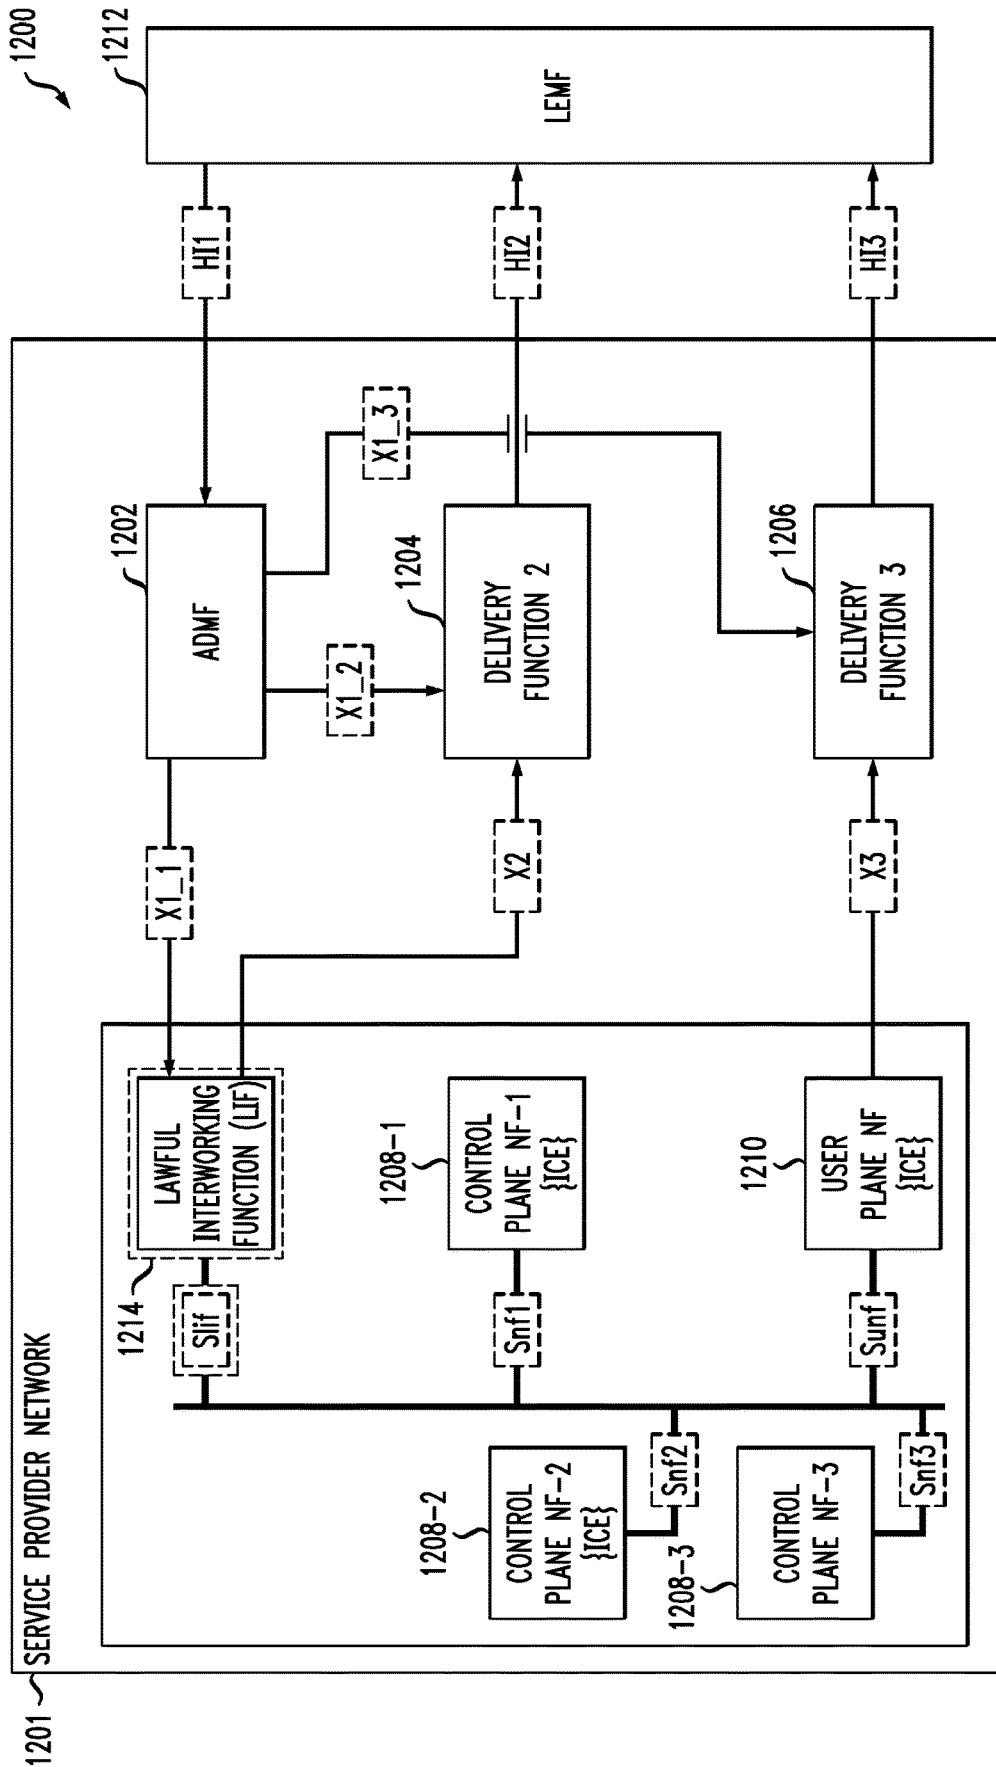 1200
1201
SERVICE PROVIDER NETWORK
1214
LAWFUL
INTERWORKING
FUNCTION (LIF)
Slif
X1_1
1202
ADMF
HI1
1212
LEMF
X1_2
X1_3
1208-2
CONTROL
PLANE NF-2
{ICE}
Snf2
Snf1
1208-1
CONTROL
PLANE NF-1
{ICE}
X2
1204
DELIVERY
FUNCTION 2
HI2
1208-3
CONTROL
PLANE NF-3
Snf3
Sunf
1210
USER
PLANE NF
{ICE}
X3
1206
DELIVERY
FUNCTION 3
HI3